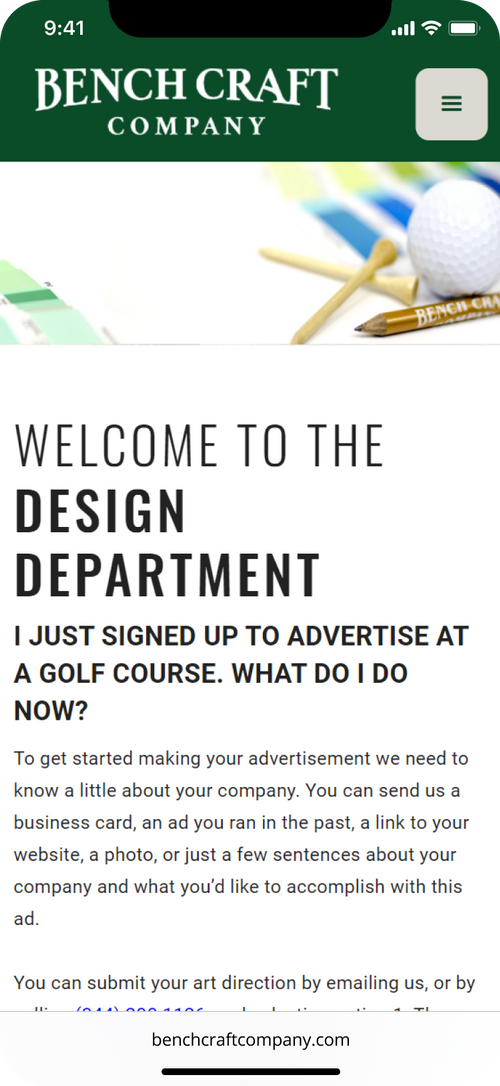 9:41
BENCH CRAFT
COMPANY
BENCH CRA
WELCOME TO THE
DESIGN
DEPARTMENT
I JUST SIGNED UP TO ADVERTISE AT
A GOLF COURSE. WHAT DO I DO
NOW?
To get started making your advertisement we need to
know a little about your company. You can send us a
business card, an ad you ran in the past, a link to your
website, a photo, or just a few sentences about your
company and what you’d like to accomplish with this
ad.
You can submit your art direction by emailing us, or by
benchcraftcompany.com